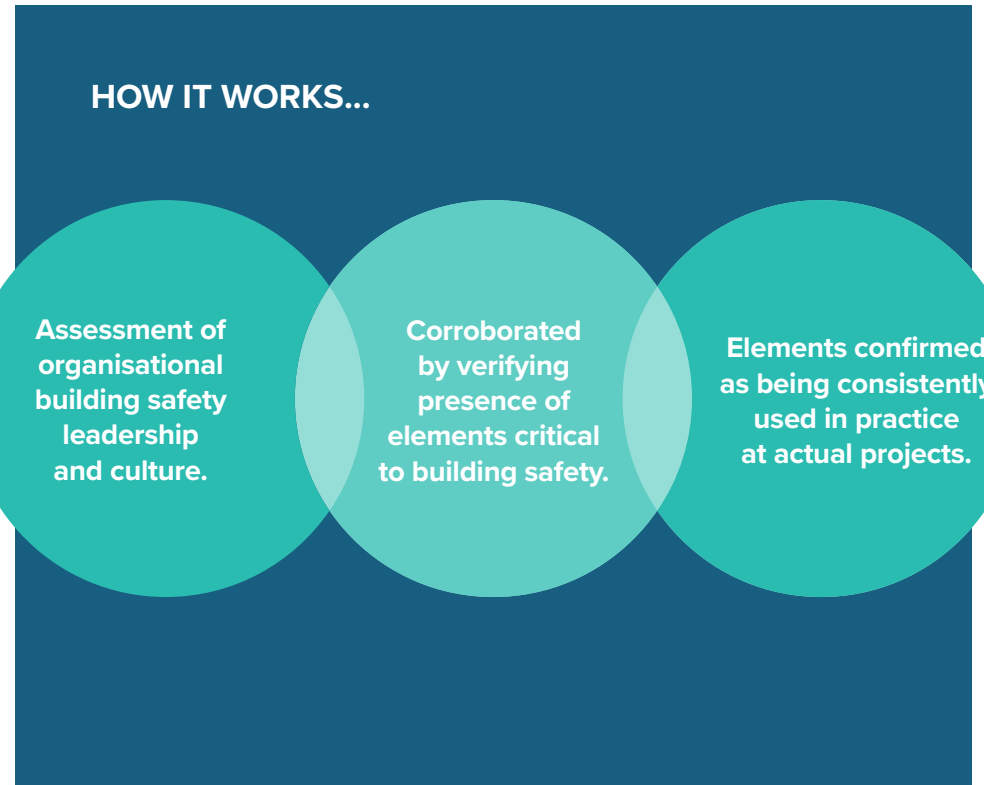 HOW IT WORKS...
Assessment of
organisational
building safety
leadership
and culture.
Corroborated
by verifying
presence of
elements critical
to building safety.
Elements confirmed
as being consistently
used in practice
at actual projects.